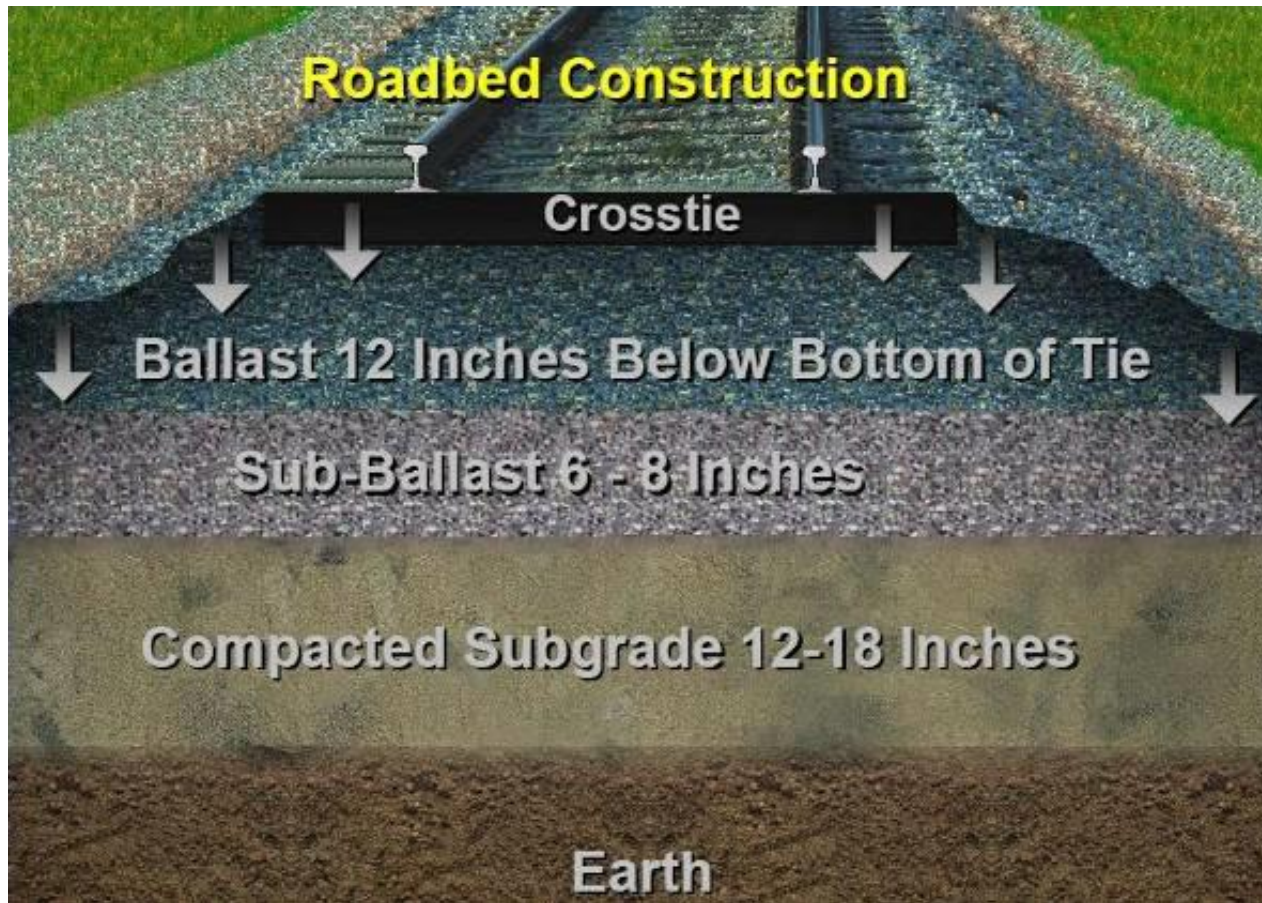 Roadbed Construction
Crosstie
Ballast 12 Inches Below Bottom of Tie
Sub-Ballast 6 - 8 Inches
Compacted Subgrade 12-18 Inches
Earth